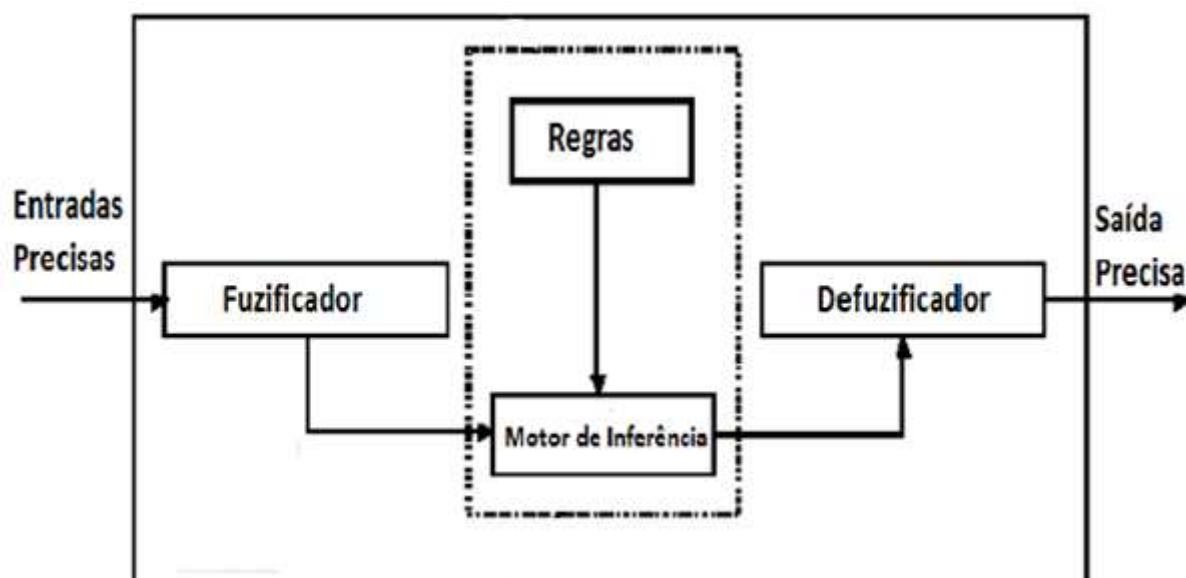 Regras
Entradas
Precisas
Fuzificador
Motor de Inferência
Defuzificador
Saída
Precisa